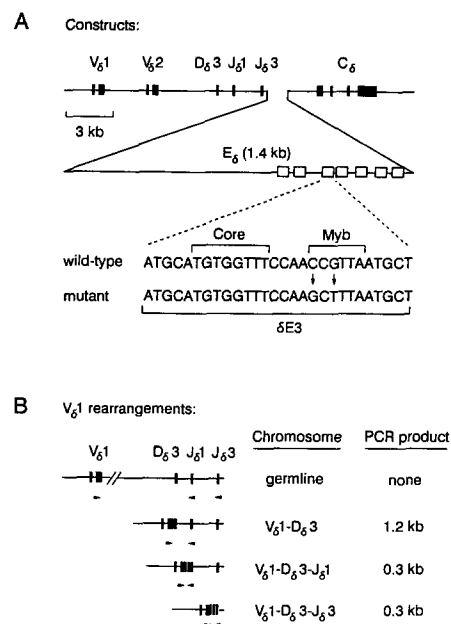 A Constructs:
Vδ1 Vδ2 Dδ3 Jδ1 Jδ3 Cδ
3 kb
Eδ (1.4 kb)
Core Myb
wild-type ATGCATGTGGTTTCCAACCGTTAATGCT
mutant ATGCATGTGGTTTCCAAGCTTTAATGCT
δE3
B Vδ1 rearrangements:
Vδ1 Dδ3 Jδ1 Jδ3 Chromosome PCR product
germline none
Vδ1-Dδ3 1.2 kb
Vδ1-Dδ3-Jδ1 0.3 kb
Vδ1-Dδ3-Jδ3 0.3 kb